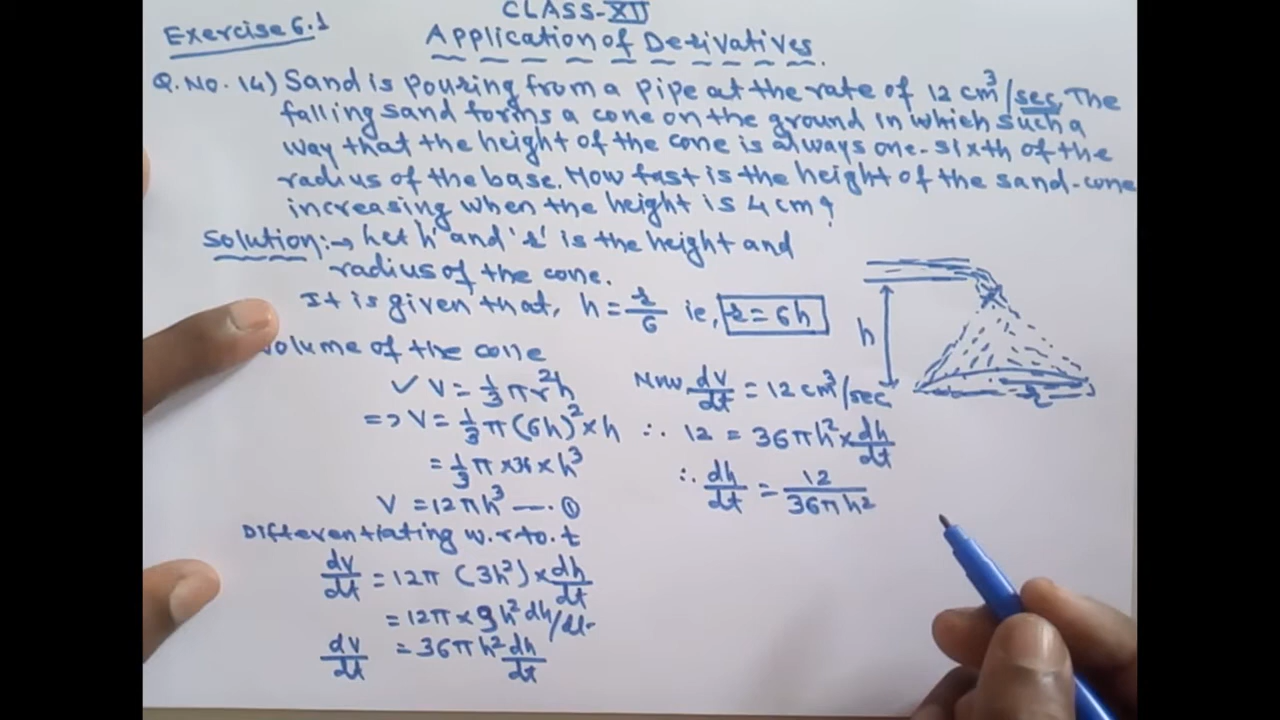 CLASS-XII
Exercise 6.1
Application of Derivatives.
Q.No. 14) Sand is pouring from a pipe at the rate of 12 cm³/sec, The
falling sand forms a cone on the ground in which such a
way that the height of the cone is always one-sixth of the
radius of the base. How fast is the height of the sand-cone
increasing when the height is 4 cm?
Solution:→ Let 'h' and 'r' is the height and
radius of the cone.
It is given that, h = r/6 ie, r = 6h
Volume of the cone
✓ V = 1/3 πr²h
=> V = 1/3 π (6h)² × h
= 1/3 π × 36 × h³
V = 12πh³ —.. ①
Differentiating w.r.to.t
dv/dt = 12π (3h²) × dh/dt
= 12π × 3h² dh/dt
dv/dt = 36πh² dh/dt
Now dv/dt = 12 cm³/sec
∴ 12 = 36πh² × dh/dt
∴ dh/dt = 12/36πh²
h
r